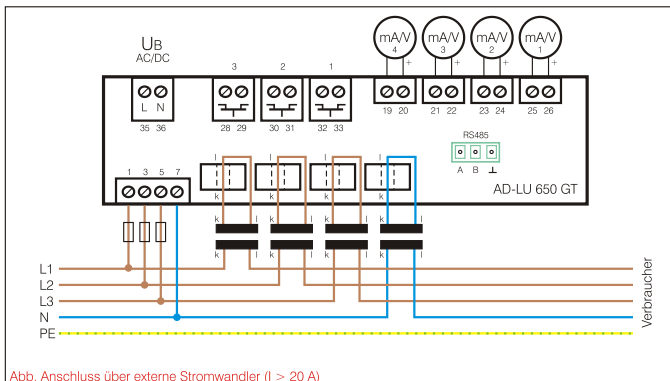 UB
AC/DC
mA/V
4
+
mA/V
3
+
mA/V
2
+
mA/V
1
+
L N
35 36
3
28 29
2
30 31
1
32 33
19 20
21 22
23 24
25 26
RS485
A B ⊥
AD-LU 650 GT
1 3 5 7
l l l l
k k k k
k l k l k l k l
k l k l k l k l
L1
L2
L3
N
PE
Verbraucher
Abb. Anschluss über externe Stromwandler (I > 20 A)